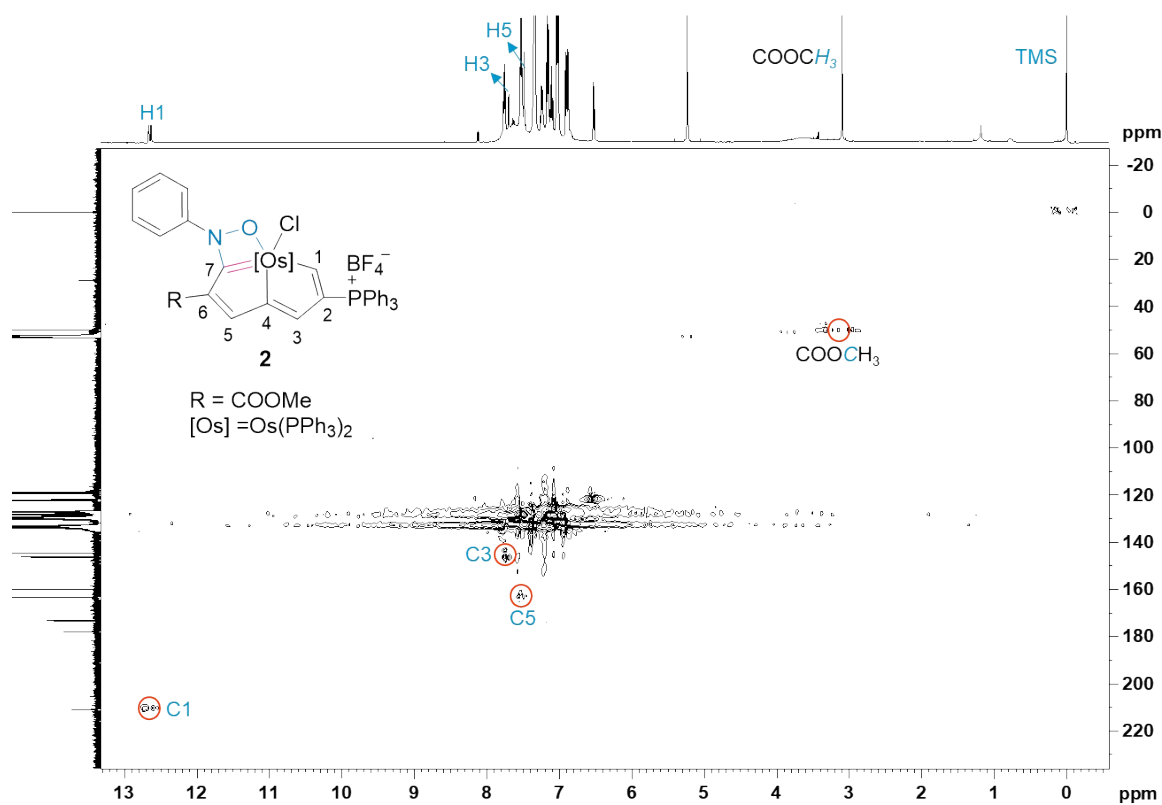 H5
H3
H1
COOCH3
TMS
ppm
-20
0
20
40
60
80
100
120
140
160
180
200
220
N
O
Cl
[Os]
1
7
R
6
5
4
3
2
BF4−
+
PPh3
2
R = COOMe
[Os] =Os(PPh3)2
COOCH3
C3
C5
C1
13 12 11 10 9 8 7 6 5 4 3 2 1 0 ppm